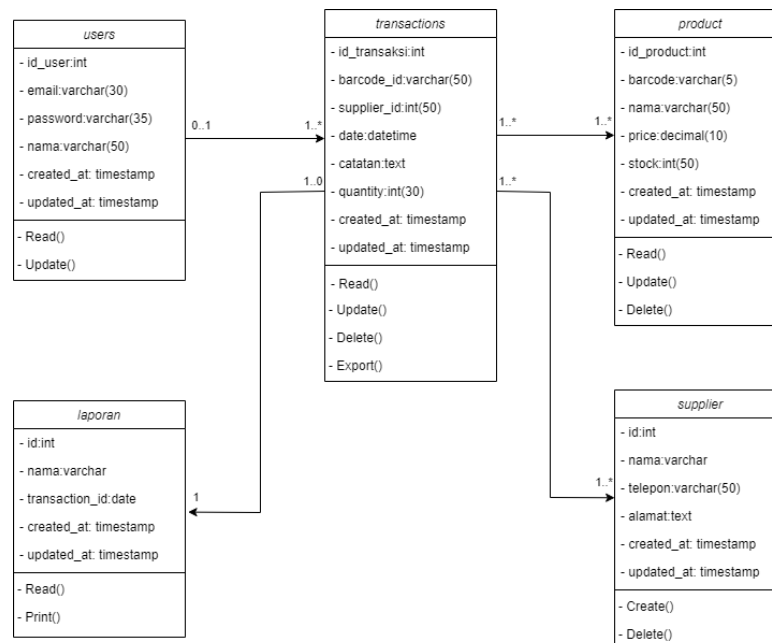 users
- id_user:int
- email:varchar(30)
- password:varchar(35)
- nama:varchar(50)
- created_at: timestamp
- updated_at: timestamp
- Read()
- Update()
0..1
1..*
transactions
- id_transaksi:int
- barcode_id:varchar(50)
- supplier_id:int(50)
- date:datetime
- catatan:text
- quantity:int(30)
- created_at: timestamp
- updated_at: timestamp
- Read()
- Update()
- Delete()
- Export()
1..*
1..*
1..0
1..*
product
- id_product:int
- barcode:varchar(5)
- nama:varchar(50)
- price:decimal(10)
- stock:int(50)
- created_at: timestamp
- updated_at: timestamp
- Read()
- Update()
- Delete()
laporan
- id:int
- nama:varchar
- transaction_id:date
- created_at: timestamp
- updated_at: timestamp
- Read()
- Print()
1
1..*
supplier
- id:int
- nama:varchar
- telepon:varchar(50)
- alamat:text
- created_at: timestamp
- updated_at: timestamp
- Create()
- Delete()